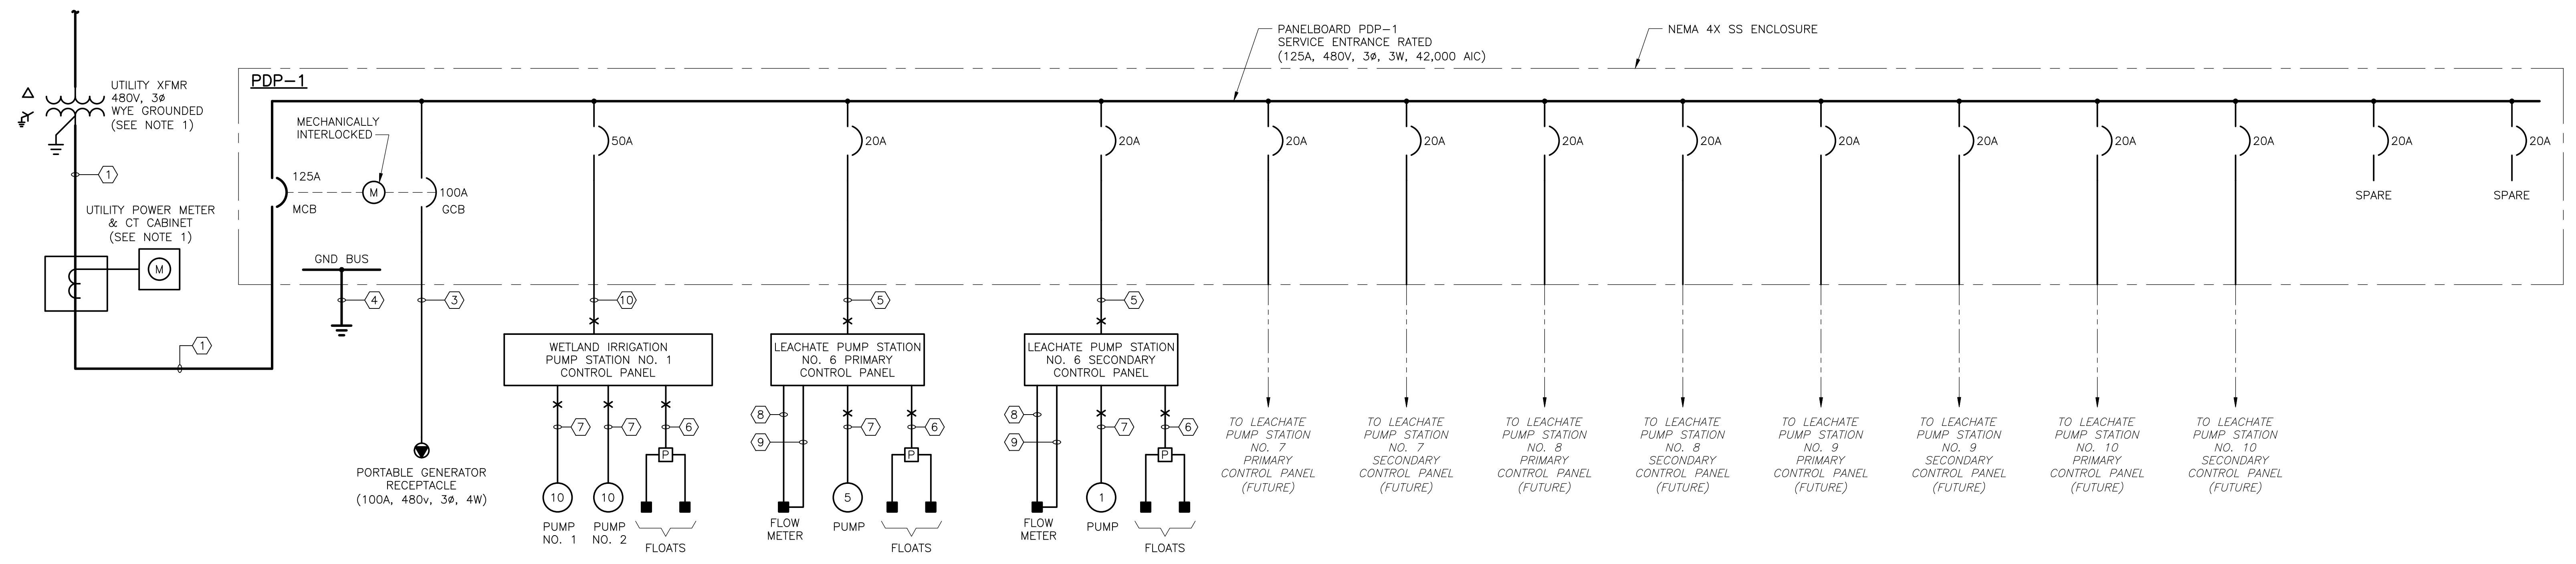 PANELBOARD PDP-1
SERVICE ENTRANCE RATED
(125A, 480V, 3ø, 3W, 42,000 AIC)
NEMA 4X SS ENCLOSURE
UTILITY XFMR
480V, 3ø
WYE GROUNDED
(SEE NOTE 1)
PDP-1
MECHANICALLY
INTERLOCKED
1
125A
MCB
M
100A
GCB
50A
20A
20A
20A
20A
20A
20A
20A
20A
20A
20A
20A
20A
SPARE
SPARE
UTILITY POWER METER
& CT CABINET
(SEE NOTE 1)
M
1
GND BUS
4
3
10
5
5
WETLAND IRRIGATION
PUMP STATION NO. 1
CONTROL PANEL
LEACHATE PUMP STATION
NO. 6 PRIMARY
CONTROL PANEL
LEACHATE PUMP STATION
NO. 6 SECONDARY
CONTROL PANEL
7
7
6
P
8
9
7
6
P
8
9
7
6
P
PORTABLE GENERATOR
RECEPTACLE
(100A, 480v, 3ø, 4W)
10
PUMP
NO. 1
10
PUMP
NO. 2
FLOATS
FLOW
METER
5
PUMP
FLOATS
FLOW
METER
1
PUMP
FLOATS
TO LEACHATE
PUMP STATION
NO. 7
PRIMARY
CONTROL PANEL
(FUTURE)
TO LEACHATE
PUMP STATION
NO. 7
SECONDARY
CONTROL PANEL
(FUTURE)
TO LEACHATE
PUMP STATION
NO. 8
PRIMARY
CONTROL PANEL
(FUTURE)
TO LEACHATE
PUMP STATION
NO. 8
SECONDARY
CONTROL PANEL
(FUTURE)
TO LEACHATE
PUMP STATION
NO. 9
PRIMARY
CONTROL PANEL
(FUTURE)
TO LEACHATE
PUMP STATION
NO. 9
SECONDARY
CONTROL PANEL
(FUTURE)
TO LEACHATE
PUMP STATION
NO. 10
PRIMARY
CONTROL PANEL
(FUTURE)
TO LEACHATE
PUMP STATION
NO. 10
SECONDARY
CONTROL PANEL
(FUTURE)